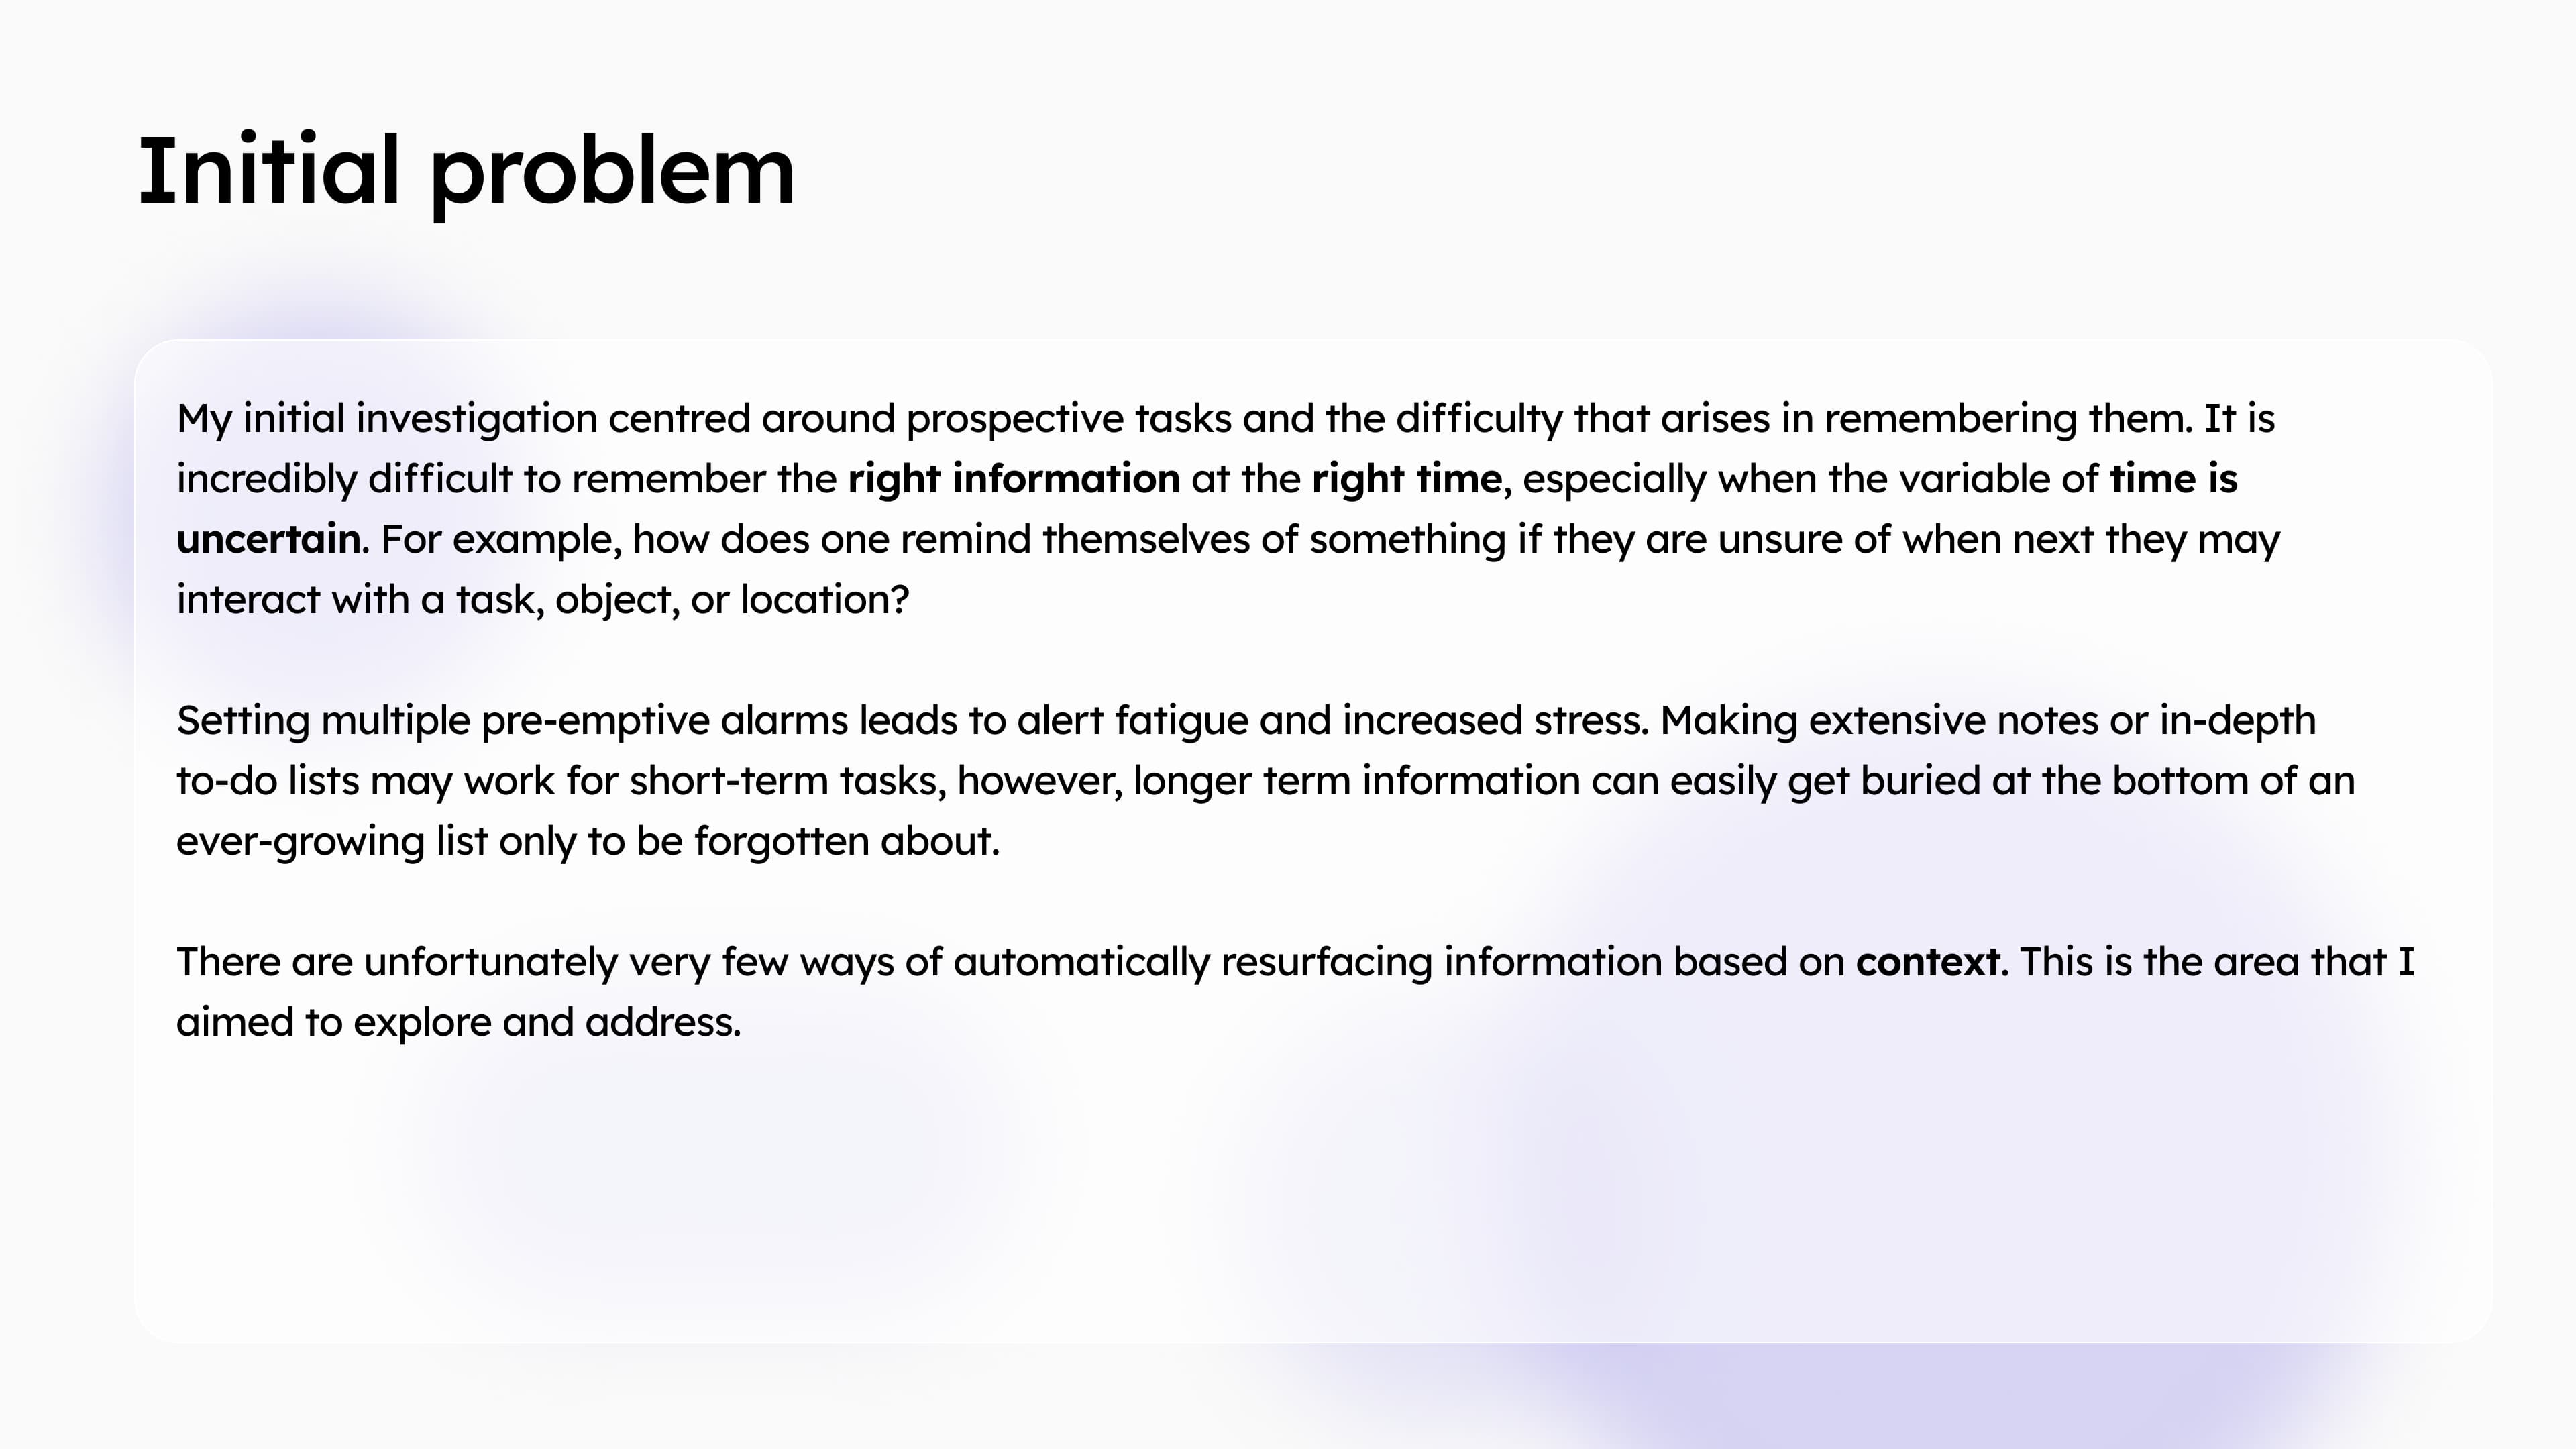 Initial problem
My initial investigation centred around prospective tasks and the difficulty that arises in remembering them. It is
incredibly difficult to remember the right information at the right time, especially when the variable of time is
uncertain. For example, how does one remind themselves of something if they are unsure of when next they may
interact with a task, object, or location?
Setting multiple pre-emptive alarms leads to alert fatigue and increased stress. Making extensive notes or in-depth
to-do lists may work for short-term tasks, however, longer term information can easily get buried at the bottom of an
ever-growing list only to be forgotten about.
There are unfortunately very few ways of automatically resurfacing information based on context. This is the area that I
aimed to explore and address.